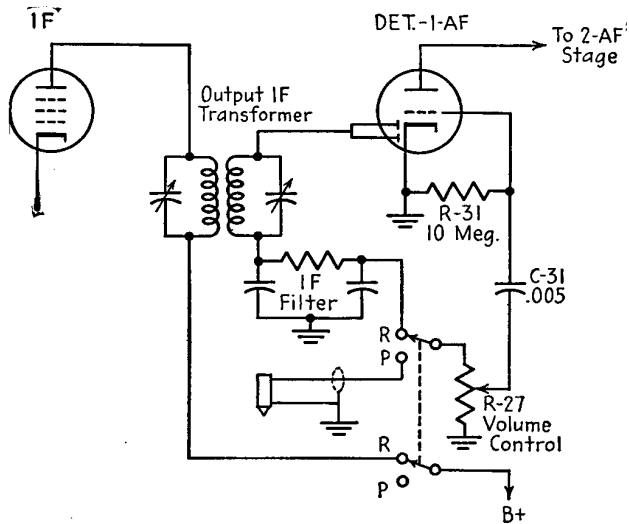 IF
DET.-1-AF
To 2-AF
Stage
Output IF
Transformer
R-31
10 Meg.
C-31
.005
IF
Filter
R
P
R-27
Volume
Control
R
P
B+